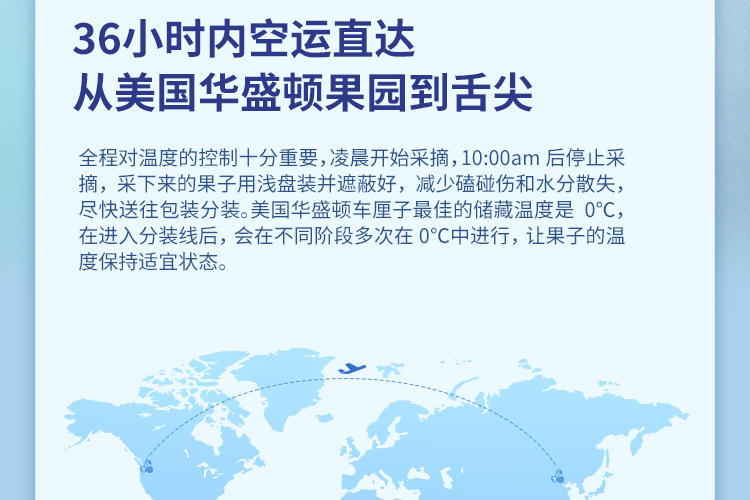 36小时内空运直达
从美国华盛顿果园到舌尖
全程对温度的控制十分重要，凌晨开始采摘，10:00am 后停止采
摘，采下来的果子用浅盘装并遮蔽好，减少磕碰伤和水分散失，
尽快送往包装分装。美国华盛顿车厘子最佳的储藏温度是 0℃，
在进入分装线后，会在不同阶段多次在 0℃中进行，让果子的温
度保持适宜状态。